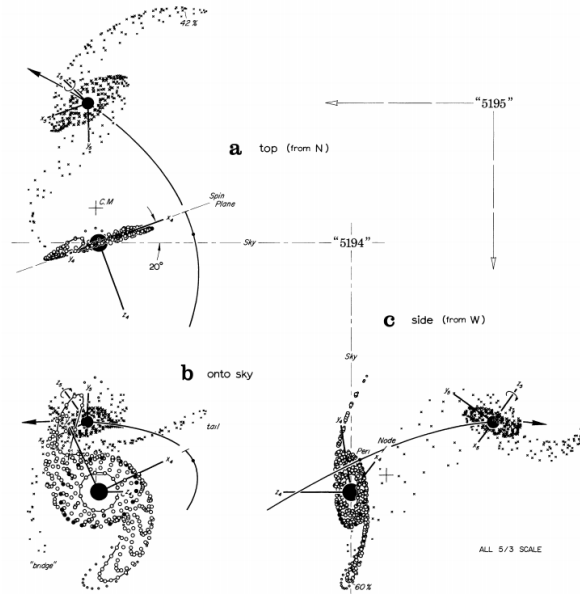 42%
"5195"
a top (from N)
C.M
Spin
Plane
Sky
"5194"
20°
z₄
c side (from W)
b onto sky
Sky
tail
Node
Peri
"bridge"
60%
ALL 5/3 SCALE